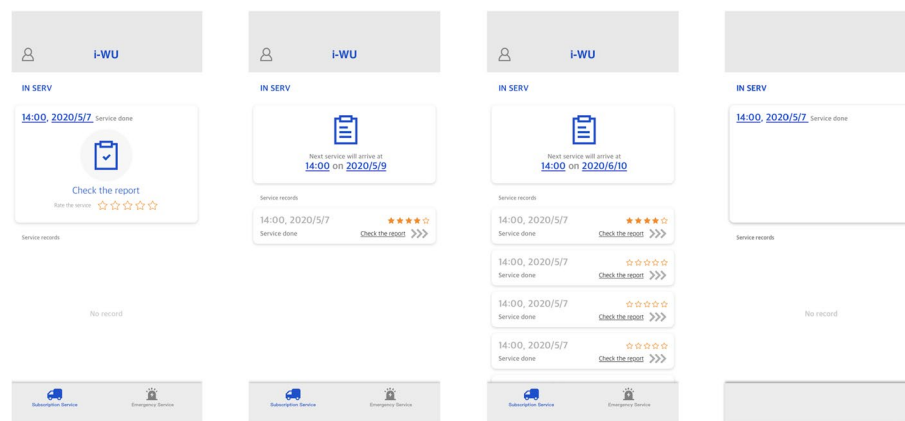 i-WU
IN SERV
14:00, 2020/5/7 Service done
Check the report
Rate the service
Service records
No record
Subscription Service
Emergency Service
i-WU
IN SERV
Next service will arrive at
14:00 on 2020/5/9
Service records
14:00, 2020/5/7
Service done
Check the report
Subscription Service
Emergency Service
i-WU
IN SERV
Next service will arrive at
14:00 on 2020/6/10
Service records
14:00, 2020/5/7
Service done
Check the report
14:00, 2020/5/7
Service done
Check the report
14:00, 2020/5/7
Service done
Check the report
14:00, 2020/5/7
Service done
Check the report
Subscription Service
Emergency Service
IN SERV
14:00, 2020/5/7 Service done
Service records
No record